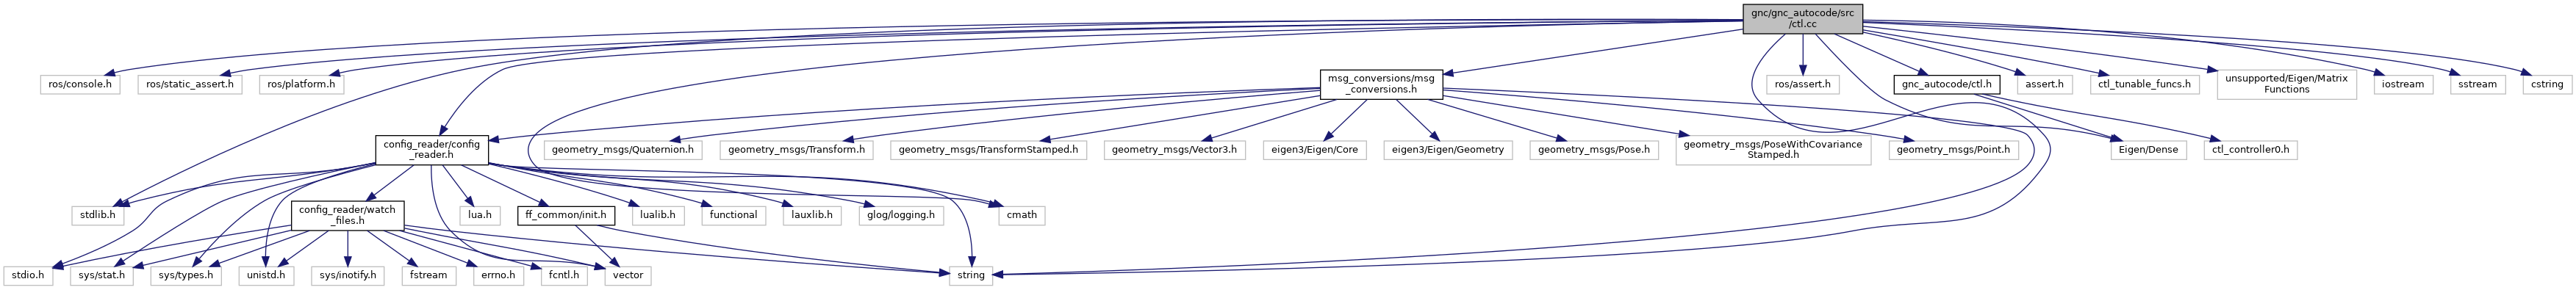 gnc/gnc_autocode/src
/ctl.cc
ros/console.h
ros/static_assert.h
ros/platform.h
msg_conversions/msg
_conversions.h
ros/assert.h
gnc_autocode/ctl.h
assert.h
ctl_tunable_funcs.h
unsupported/Eigen/Matrix
Functions
iostream
sstream
cstring
config_reader/config
_reader.h
geometry_msgs/Quaternion.h
geometry_msgs/Transform.h
geometry_msgs/TransformStamped.h
geometry_msgs/Vector3.h
eigen3/Eigen/Core
eigen3/Eigen/Geometry
geometry_msgs/Pose.h
geometry_msgs/PoseWithCovariance
Stamped.h
geometry_msgs/Point.h
Eigen/Dense
ctl_controller0.h
stdlib.h
config_reader/watch
_files.h
lua.h
ff_common/init.h
lualib.h
functional
lauxlib.h
glog/logging.h
cmath
stdio.h
sys/stat.h
sys/types.h
unistd.h
sys/inotify.h
fstream
errno.h
fcntl.h
vector
string